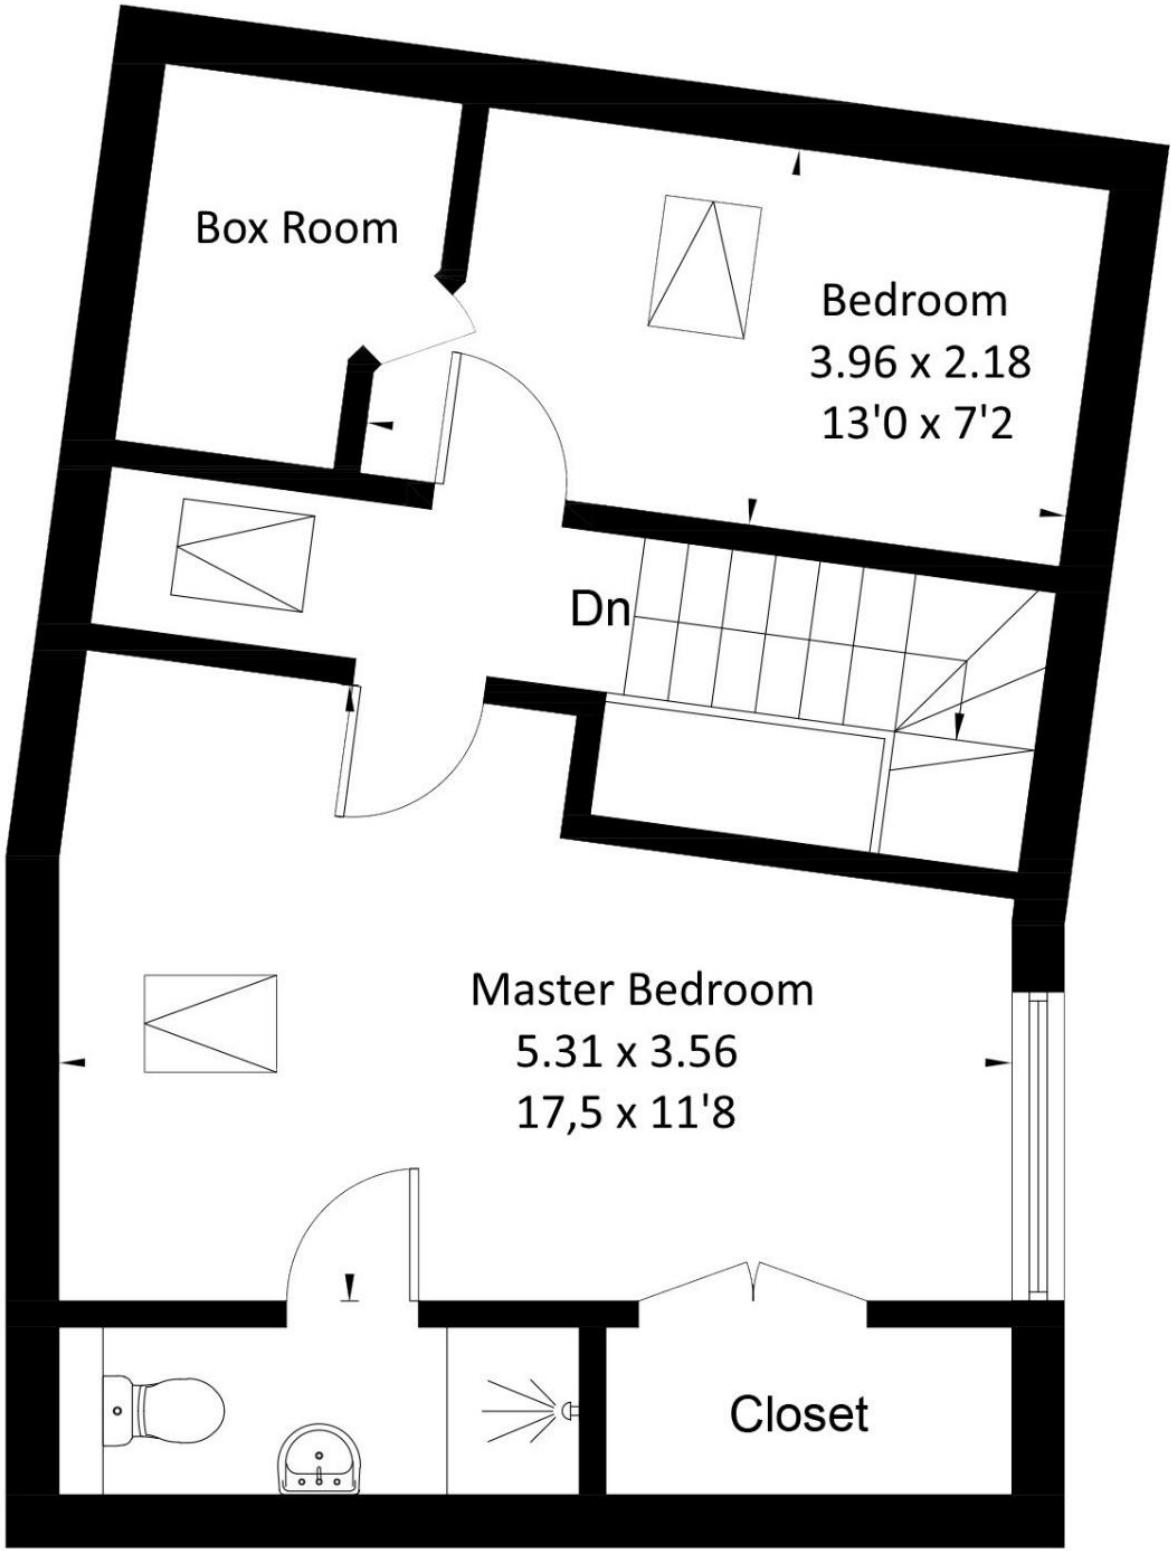 Box Room
Bedroom
3.96 x 2.18
13'0 x 7'2
Dn
Master Bedroom
5.31 x 3.56
17,5 x 11'8
Closet